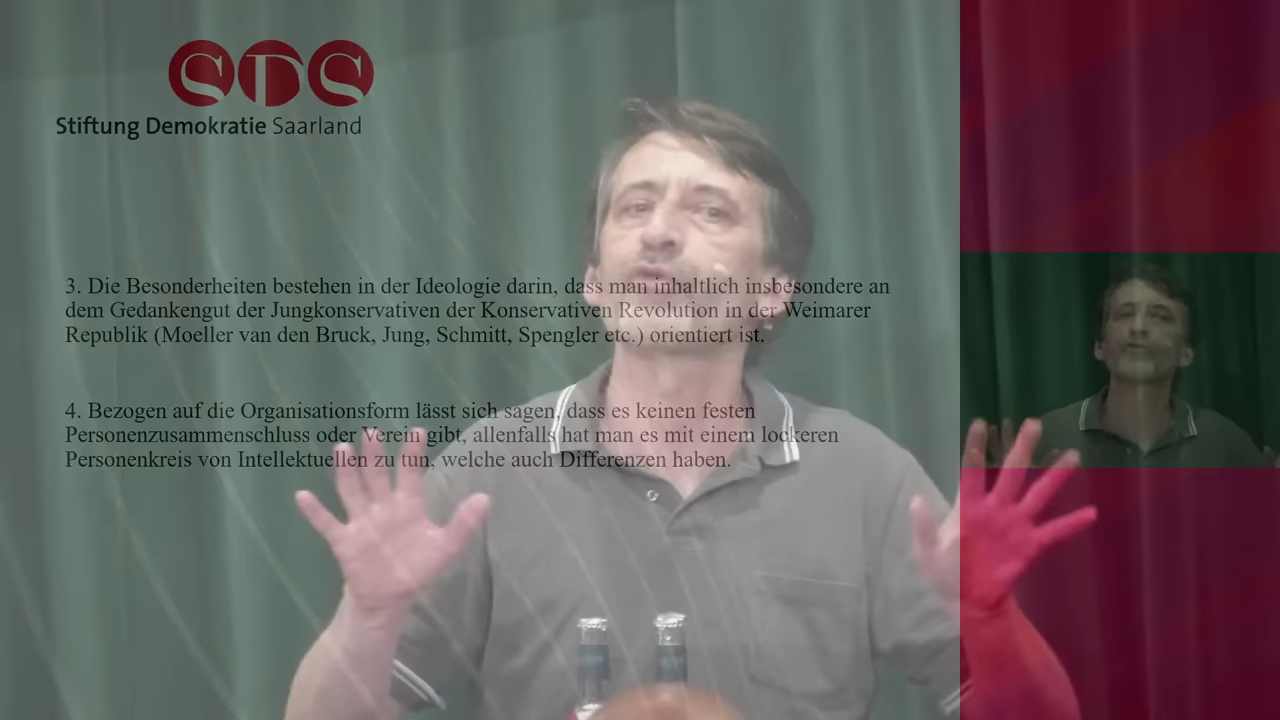 SDS
Stiftung Demokratie Saarland
3. Die Besonderheiten bestehen in der Ideologie darin, dass man inhaltlich insbesondere an
dem Gedankengut der Jungkonservativen der Konservativen Revolution in der Weimarer
Republik (Moeller van den Bruck, Jung, Schmitt, Spengler etc.) orientiert ist.
4. Bezogen auf die Organisationsform lässt sich sagen, dass es keinen festen
Personenzusammenschluss oder Verein gibt, allenfalls hat man es mit einem lockeren
Personenkreis von Intellektuellen zu tun, welche auch Differenzen haben.